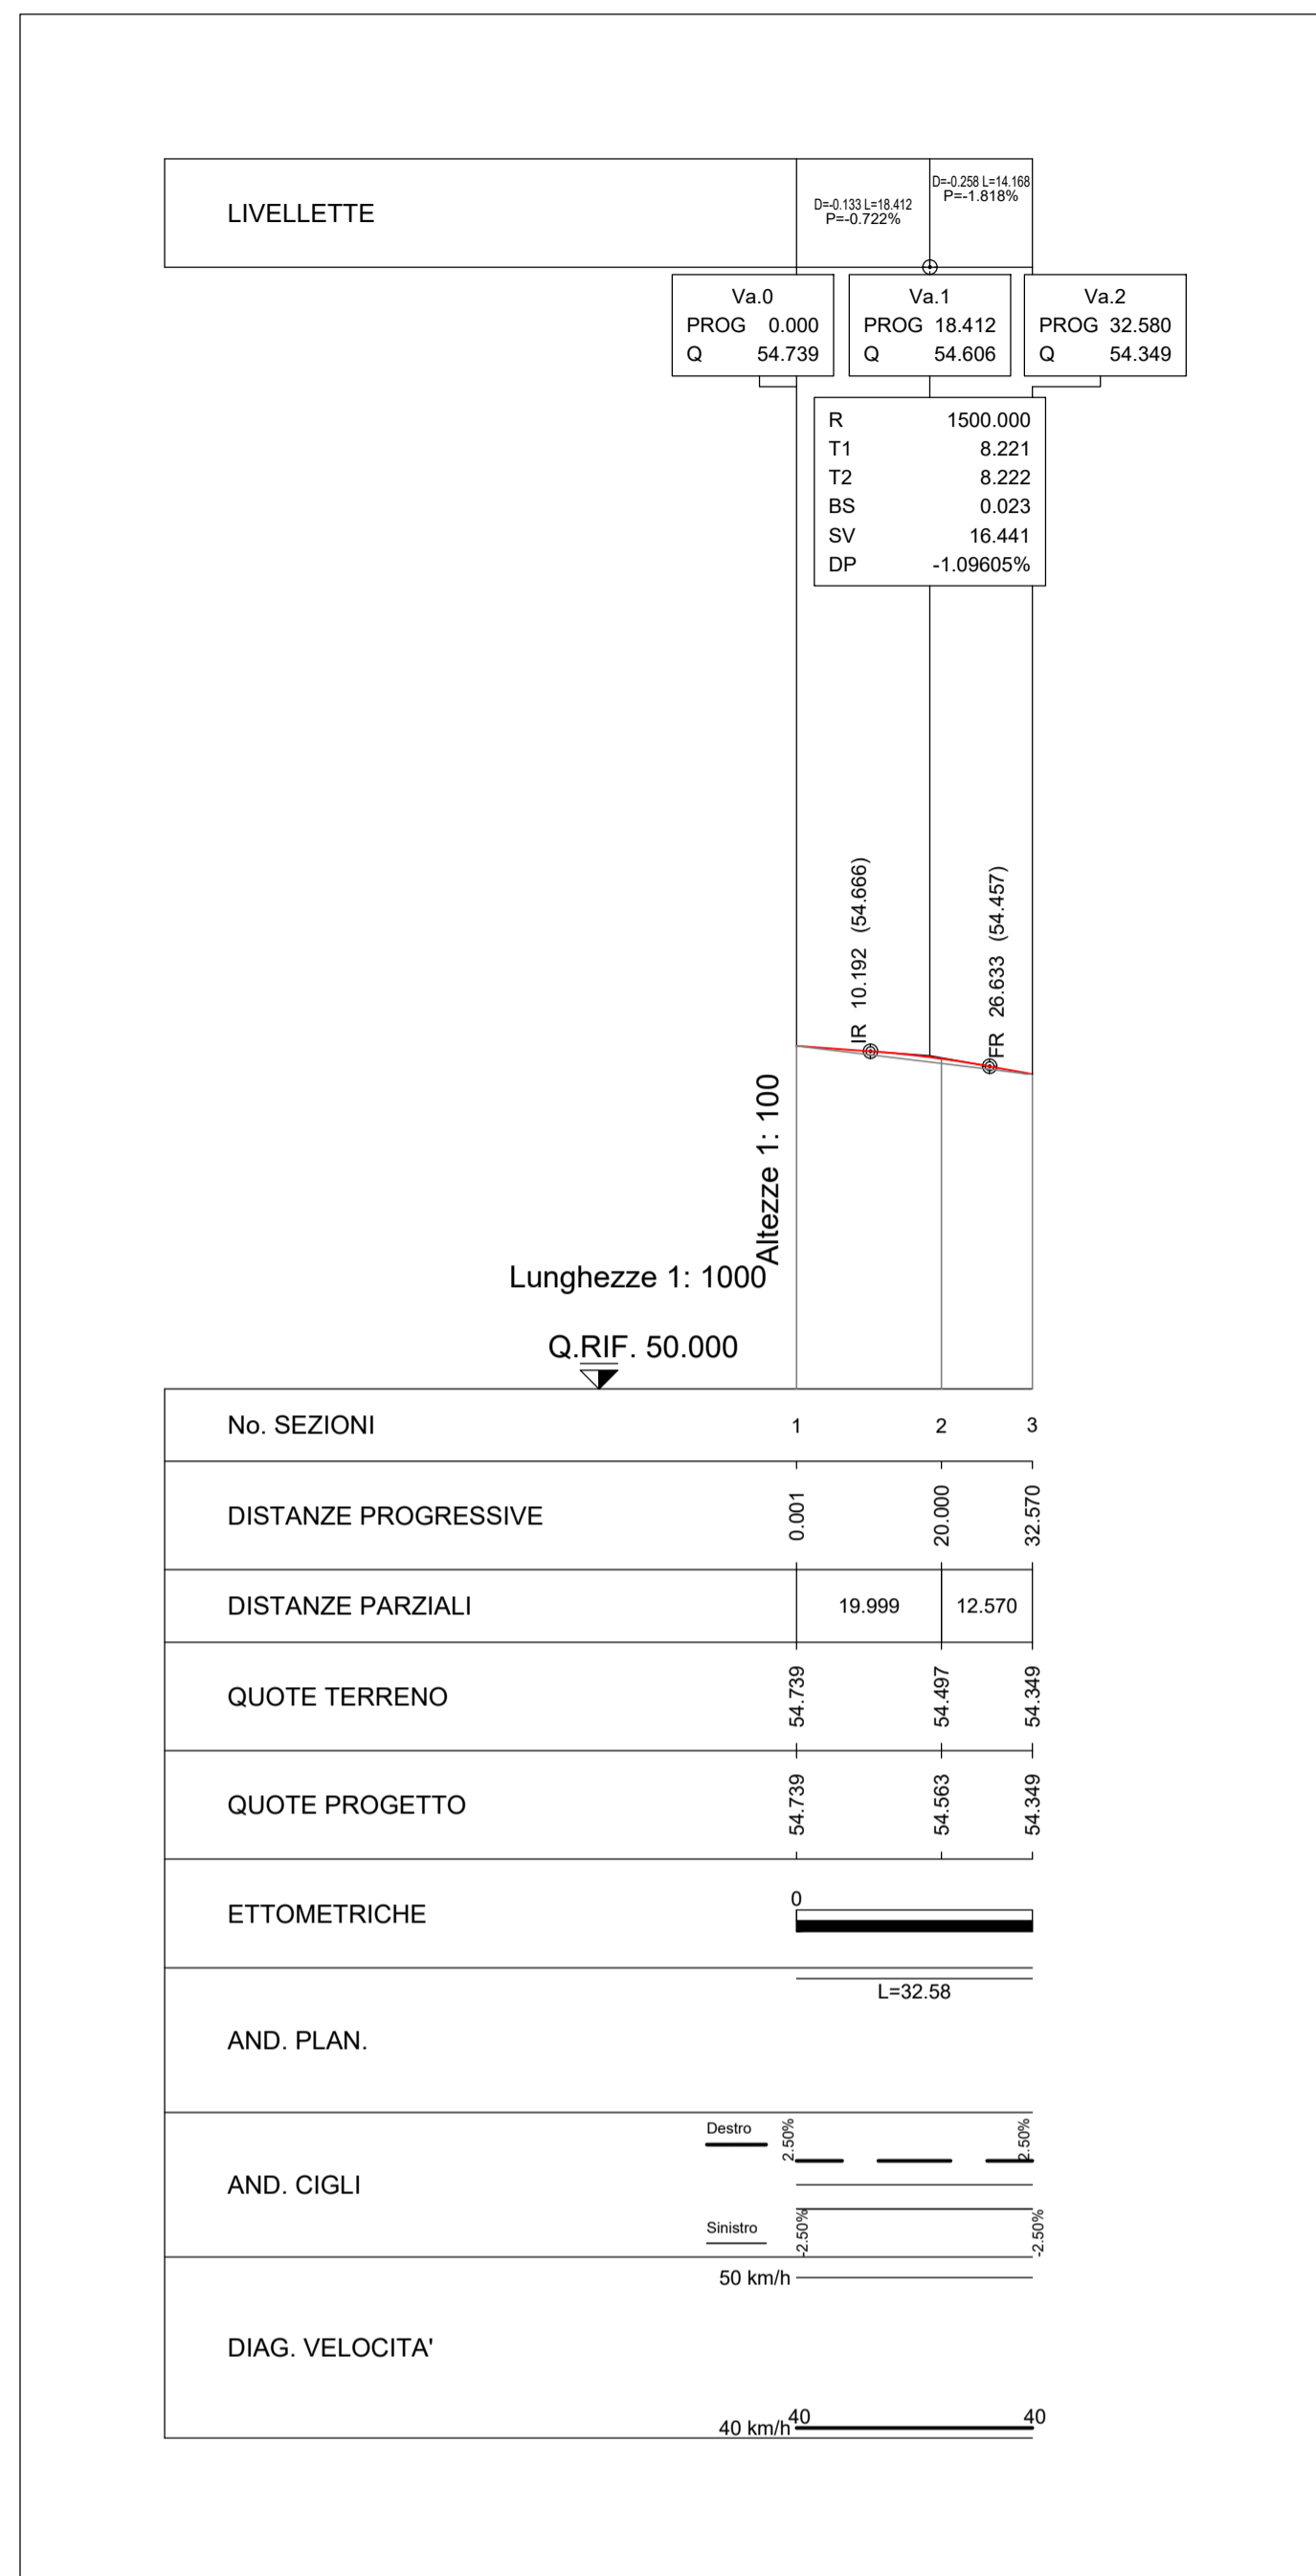 LIVELLETTE
D=-0.133 L=18.412
P=-0.722%
D=-0.258 L=14.168
P=-1.818%
Va.0
PROG 0.000
Q 54.739
Va.1
PROG 18.412
Q 54.606
Va.2
PROG 32.580
Q 54.349
R 1500.000
T1 8.221
T2 8.222
BS 0.023
SV 16.441
DP -1.09605%
IR 10.192 (54.666)
FR 26.633 (54.457)
Altezze 1: 100
Lunghezze 1: 1000
Q.RIF. 50.000
No. SEZIONI 1 2 3
DISTANZE PROGRESSIVE 0.001 20.000 32.570
DISTANZE PARZIALI 19.999 12.570
QUOTE TERRENO 54.739 54.497 54.349
QUOTE PROGETTO 54.739 54.563 54.349
ETTOMETRICHE 0
L=32.58
AND. PLAN.
Destro 2.50% 2.50%
AND. CIGLI
Sinistro -2.50% -2.50%
50 km/h
DIAG. VELOCITA'
40 km/h 40 40